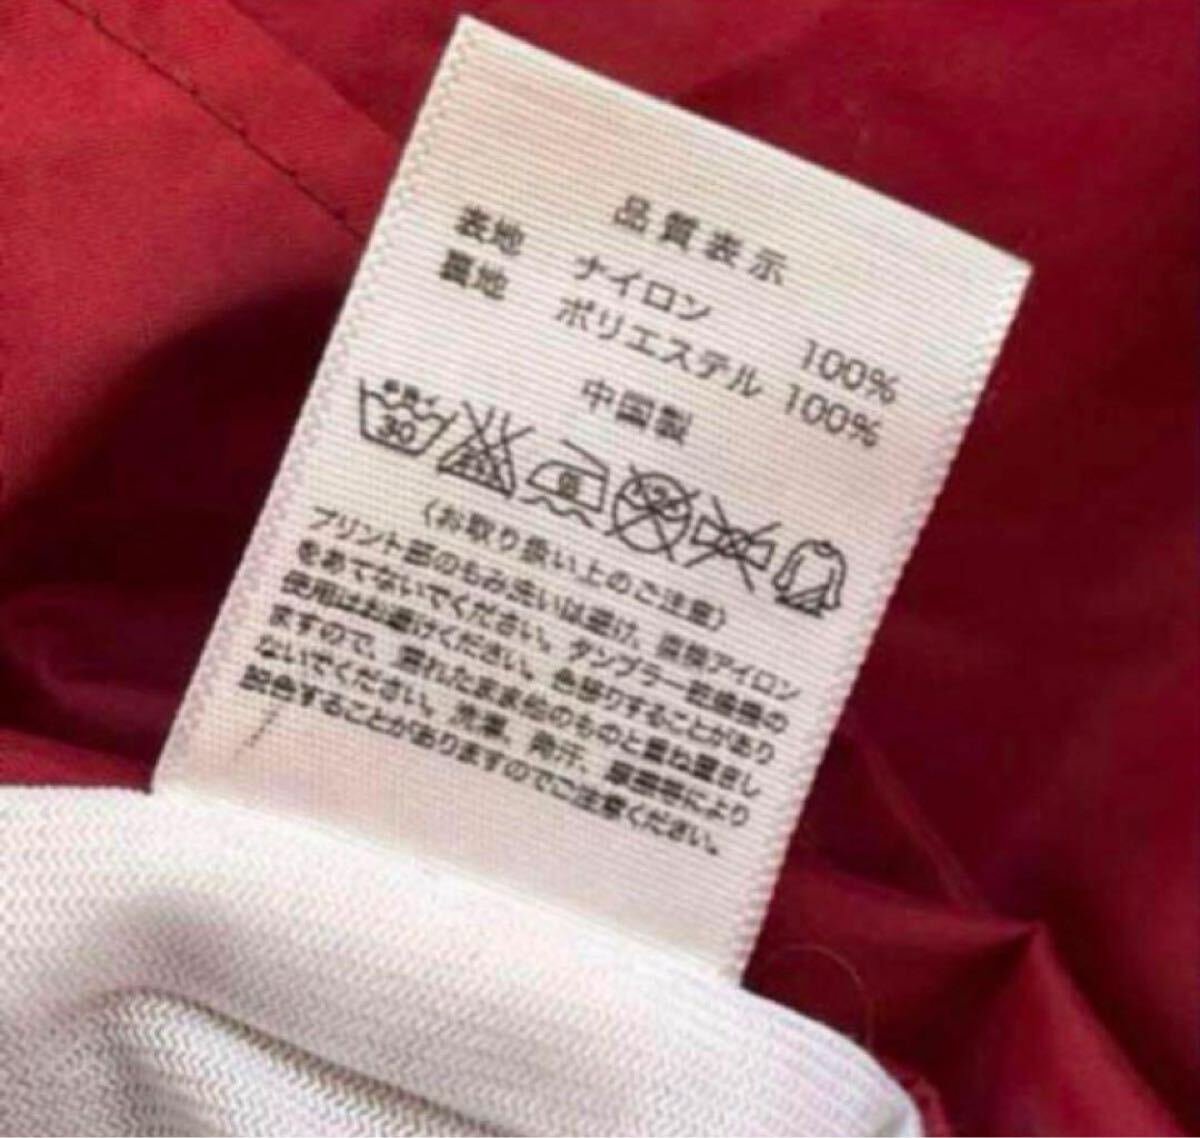 品質表示
表地 ナイロン 100%
裏地 ポリエステル 100%
中国製
30
〈お取り扱い上のご注意〉
プリント部のもみ洗いは避け、直接アイロン
をあてないでください。タンブラー乾燥機の
使用はお避けください。色移りすることがあり
ますので、濡れたまま他のものと重ね置きし
ないでください。洗濯、発汗、摩擦等により
脱色することがありますのでご注意ください。